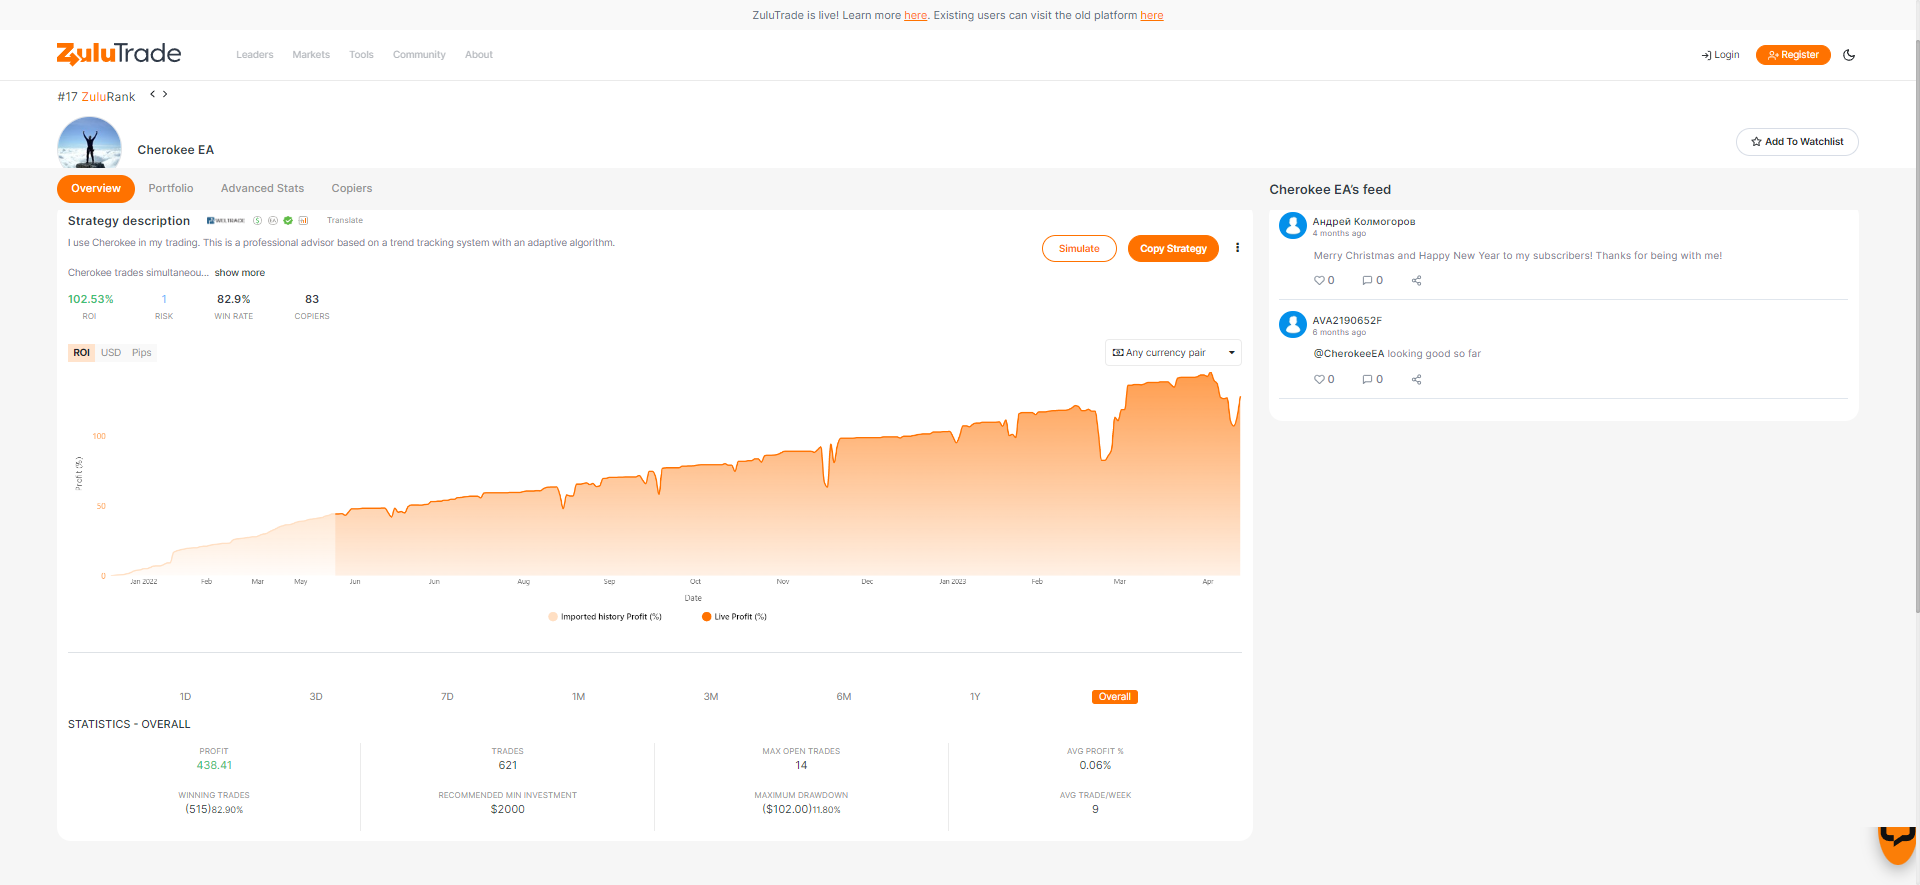 ZuluTrade is live! Learn more here. Existing users can visit the old platform here
ZuluTrade
Leaders Markets Tools Community About
Login Register
#17 ZuluRank
Cherokee EA
Add To Watchlist
Overview Portfolio Advanced Stats Copiers
Strategy description Translate
I use Cherokee in my trading. This is a professional advisor based on a trend tracking system with an adaptive algorithm.
Cherokee trades simultaneou... show more
Simulate Copy Strategy
102.53% 1 82.9% 83
ROI RISK WIN RATE COPIERS
ROI USD Pips
Any currency pair
100
50
0
Profit (%)
Jan 2022 Feb Mar May Jun Jun Aug Sep Oct Nov Dec Jan 2023 Feb Mar Apr
Date
Imported history Profit (%) Live Profit (%)
1D 3D 7D 1M 3M 6M 1Y Overall
STATISTICS - OVERALL
PROFIT TRADES MAX OPEN TRADES AVG PROFIT %
438.41 621 14 0.06%
WINNING TRADES RECOMMENDED MIN INVESTMENT MAXIMUM DRAWDOWN AVG TRADE/WEEK
(515)82.90% $2000 ($102.00)11.80% 9
Cherokee EA's feed
Андрей Колмогоров
4 months ago
Merry Christmas and Happy New Year to my subscribers! Thanks for being with me!
0 0
AVA2190652F
6 months ago
@CherokeeEA looking good so far
0 0